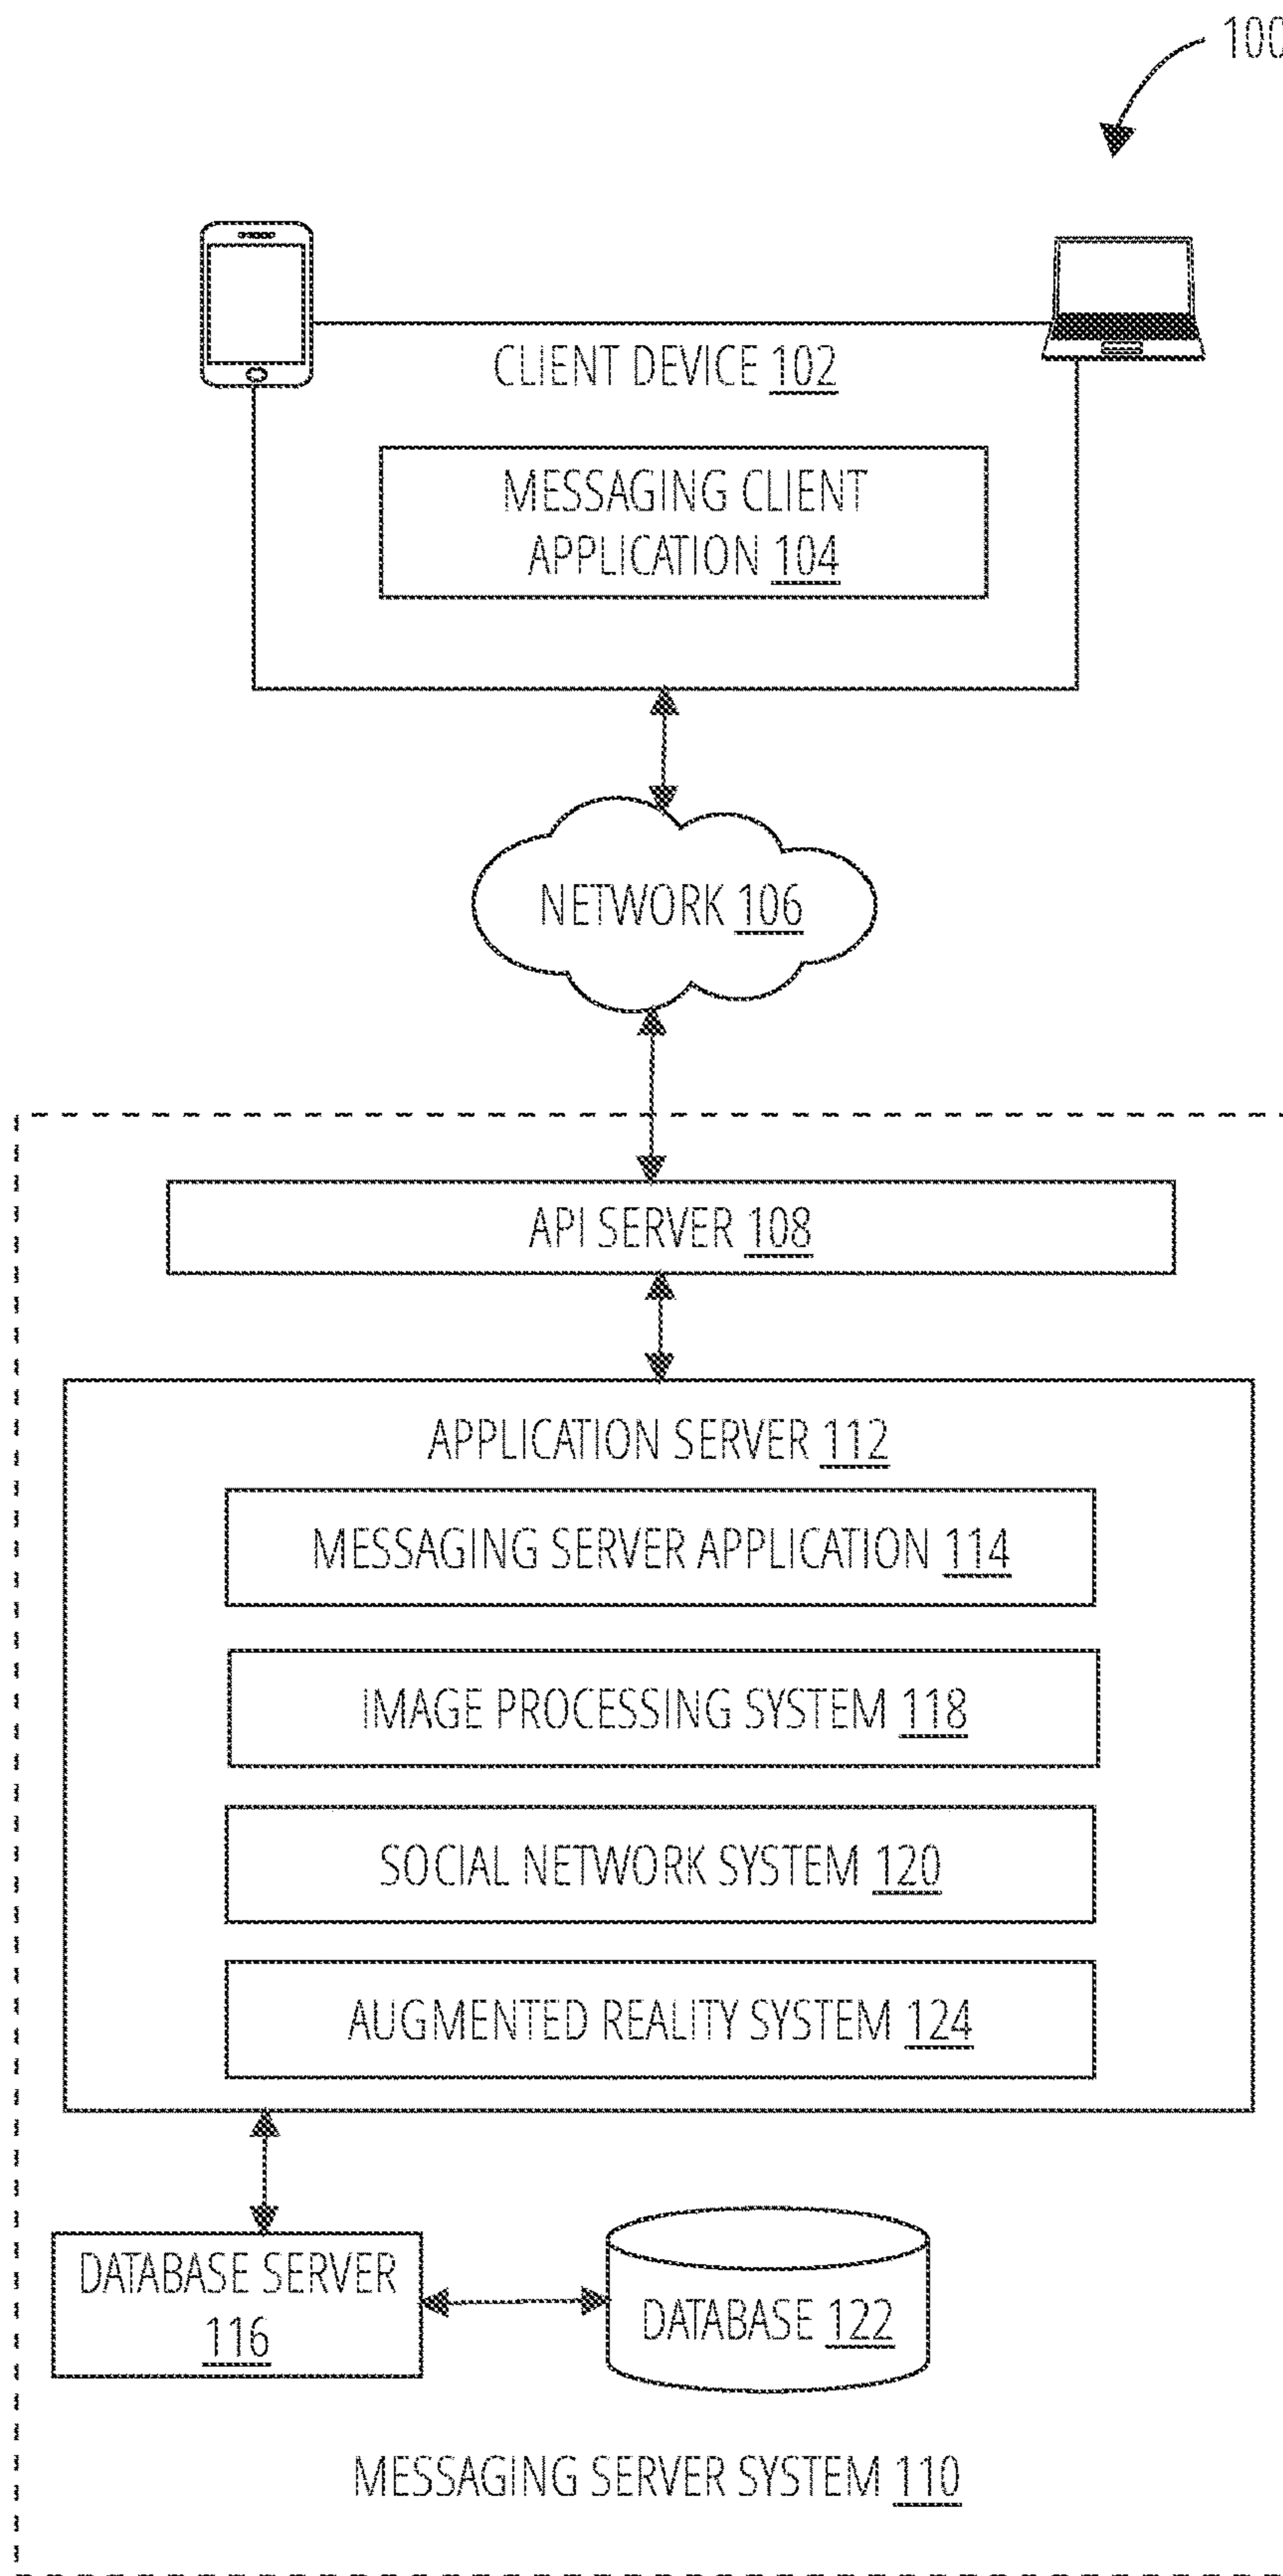 100
CLIENT DEVICE 102
MESSAGING CLIENT
APPLICATION 104
NETWORK 106
API SERVER 108
APPLICATION SERVER 112
MESSAGING SERVER APPLICATION 114
IMAGE PROCESSING SYSTEM 118
SOCIAL NETWORK SYSTEM 120
AUGMENTED REALITY SYSTEM 124
DATABASE SERVER
116
DATABASE 122
MESSAGING SERVER SYSTEM 110